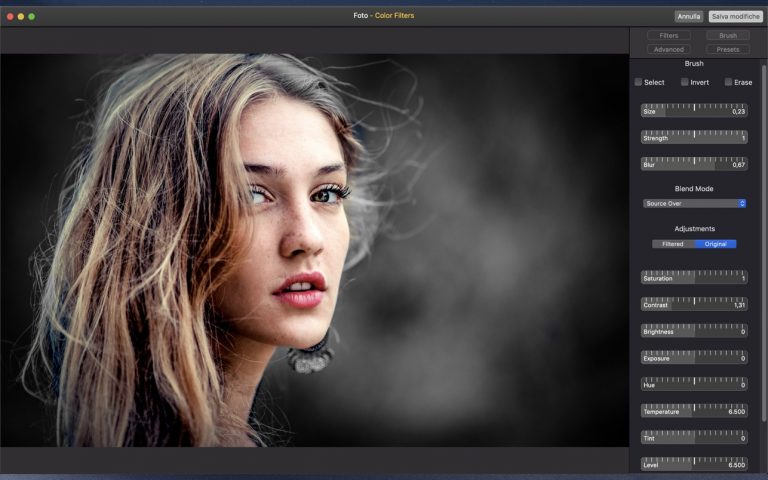 Foto - Color Filters
Annulla
Salva modifiche
Filters
Brush
Advanced
Presets
Brush
Select
Invert
Erase
Size 0,23
Strength 1
Blur 0,67
Blend Mode
Source Over
Adjustments
Filtered
Original
Saturation 1
Contrast 1,31
Brightness 0
Exposure 0
Hue 0
Temperature 6.500
Tint 0
Level 6.500